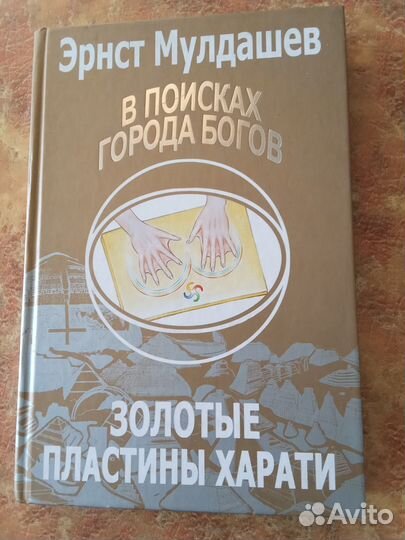 Эрнст Мулдашев
В ПОИСКАХ
ГОРОДА БОГОВ
ЗОЛОТЫЕ
ПЛАСТИНЫ ХАРАТИ
Avito